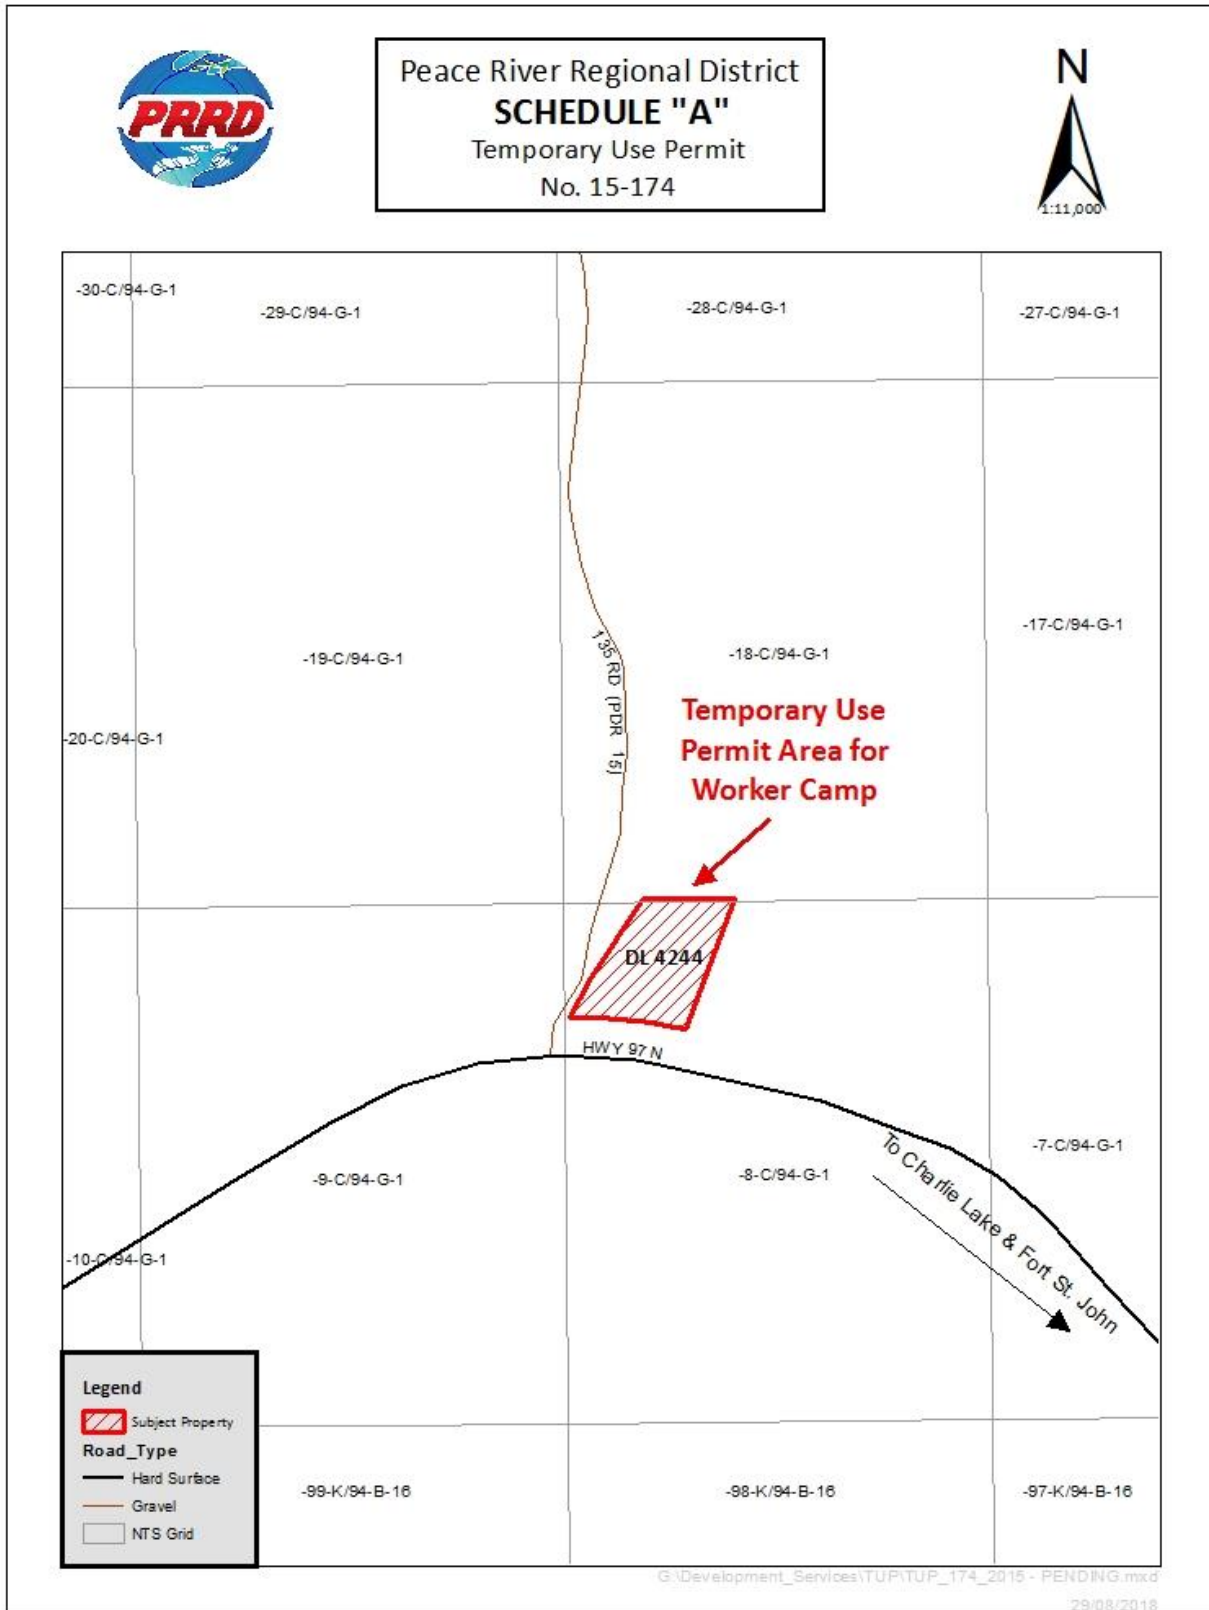 PRRD
Peace River Regional District
SCHEDULE "A"
Temporary Use Permit
No. 15-174
N
1:11,000
-30-C/94-G-1
-29-C/94-G-1
-28-C/94-G-1
-27-C/94-G-1
-19-C/94-G-1
-18-C/94-G-1
-17-C/94-G-1
-20-C/94-G-1
135 RD (PDR 15)
Temporary Use
Permit Area for
Worker Camp
DL 4244
HWY 97 N
-9-C/94-G-1
-8-C/94-G-1
-7-C/94-G-1
-10-C/94-G-1
To Charlie Lake & Fort St. John
Legend
Subject Property
Road_Type
Hard Surface
Gravel
NTS Grid
-99-K/94-B-16
-98-K/94-B-16
-97-K/94-B-16
G:\Development_Services\TUP\TUP_174_2015 - PENDING.mxd
29/08/2018